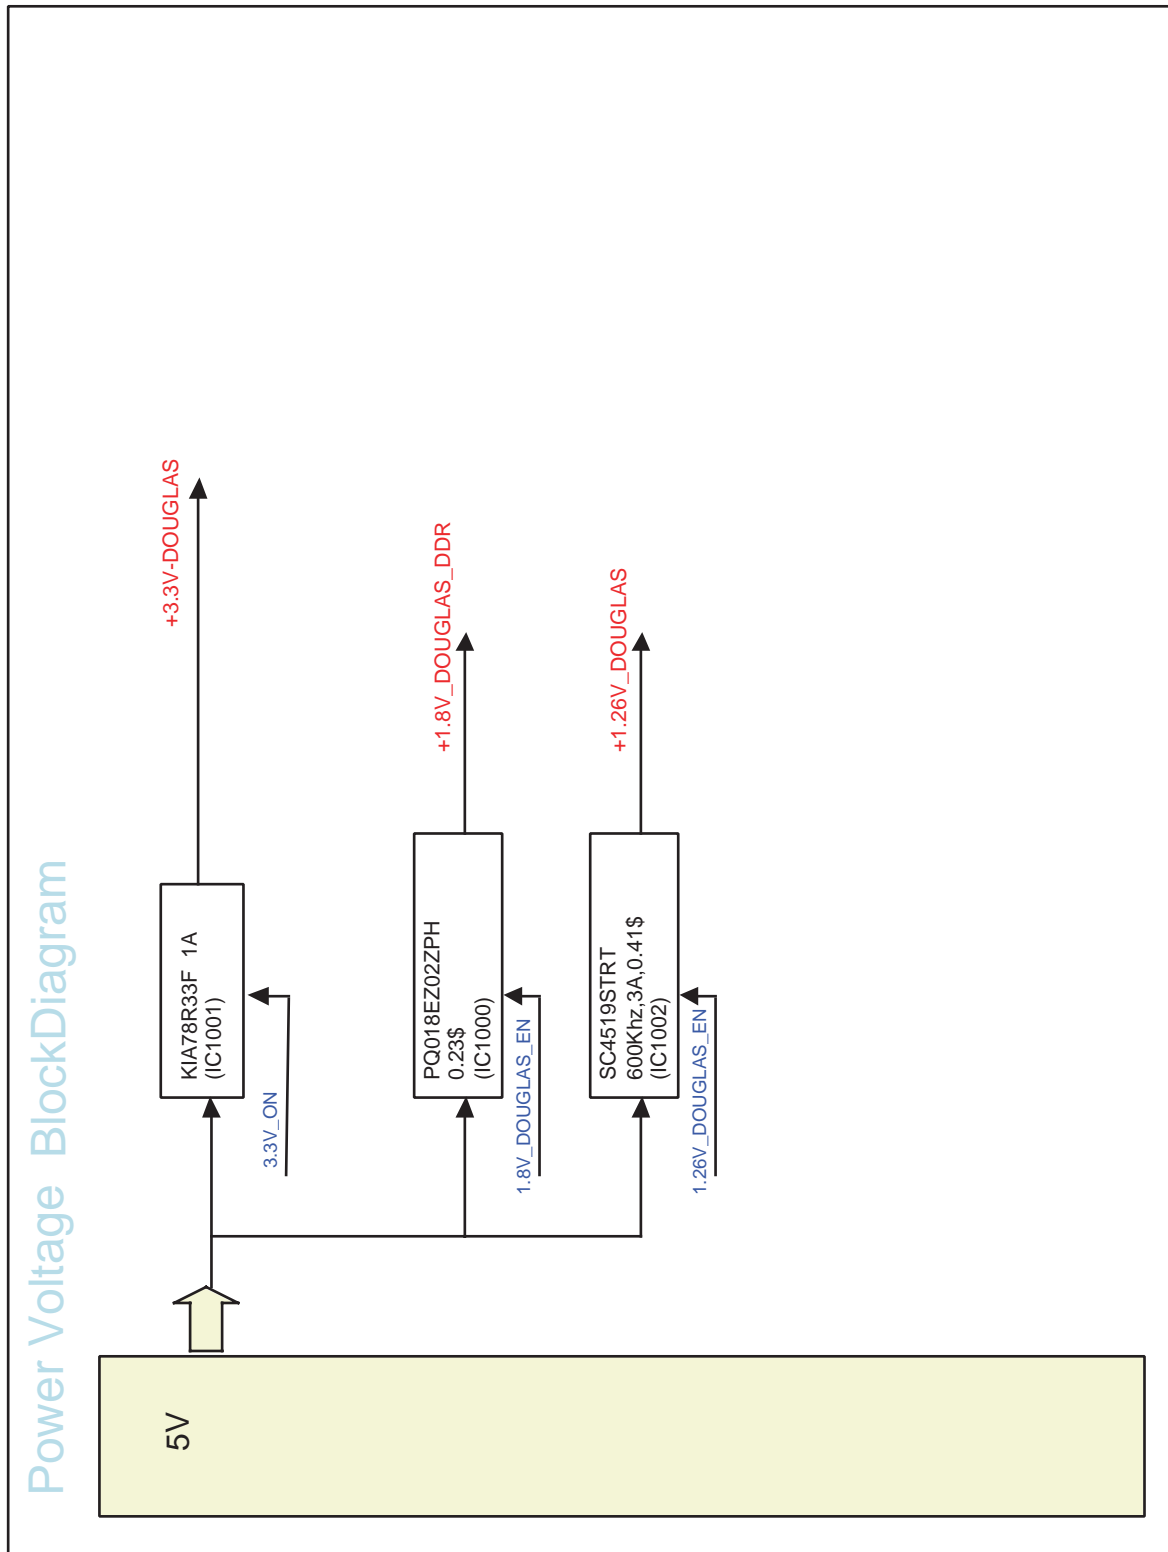 Power Voltage BlockDiagram
5V
KIA78R33F 1A
(IC1001)
3.3V_ON
+3.3V-DOUGLAS
PQ018EZ02ZPH
0.23$
(IC1000)
1.8V_DOUGLAS_EN
+1.8V_DOUGLAS_DDR
SC4519STRT
600Khz,3A,0.41$
(IC1002)
1.26V_DOUGLAS_EN
+1.26V_DOUGLAS